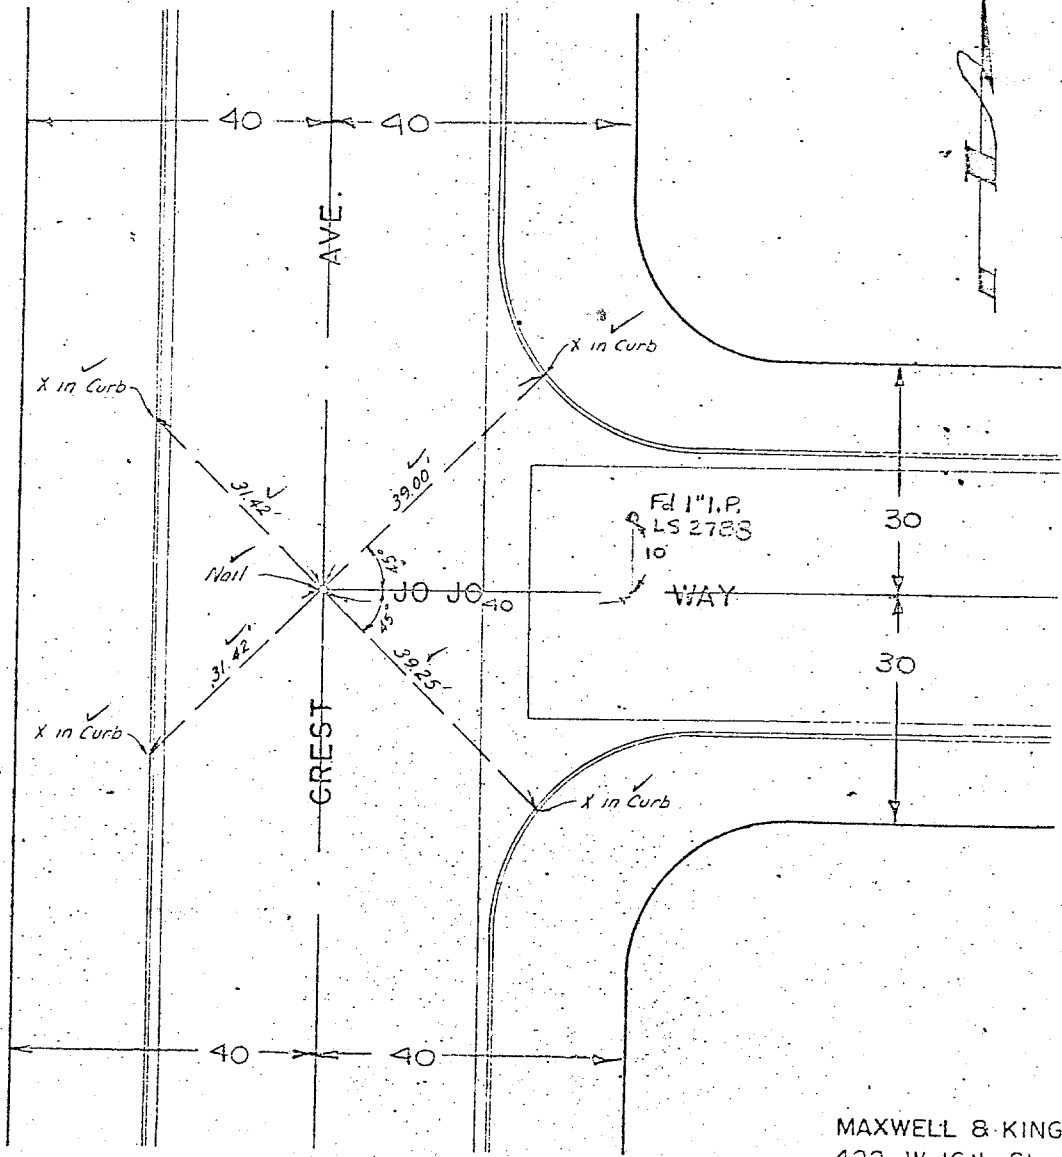 40
40
AVE.
X in Curb
X in Curb
31.42'
39.00'
Fd 1" I.P.
LS 2788
10
30
45°
Nail
JO JO
40
WAY
45°
31.42'
39.25'
30
CREST
X in Curb
X in Curb
40
40
MAXWELL & KING